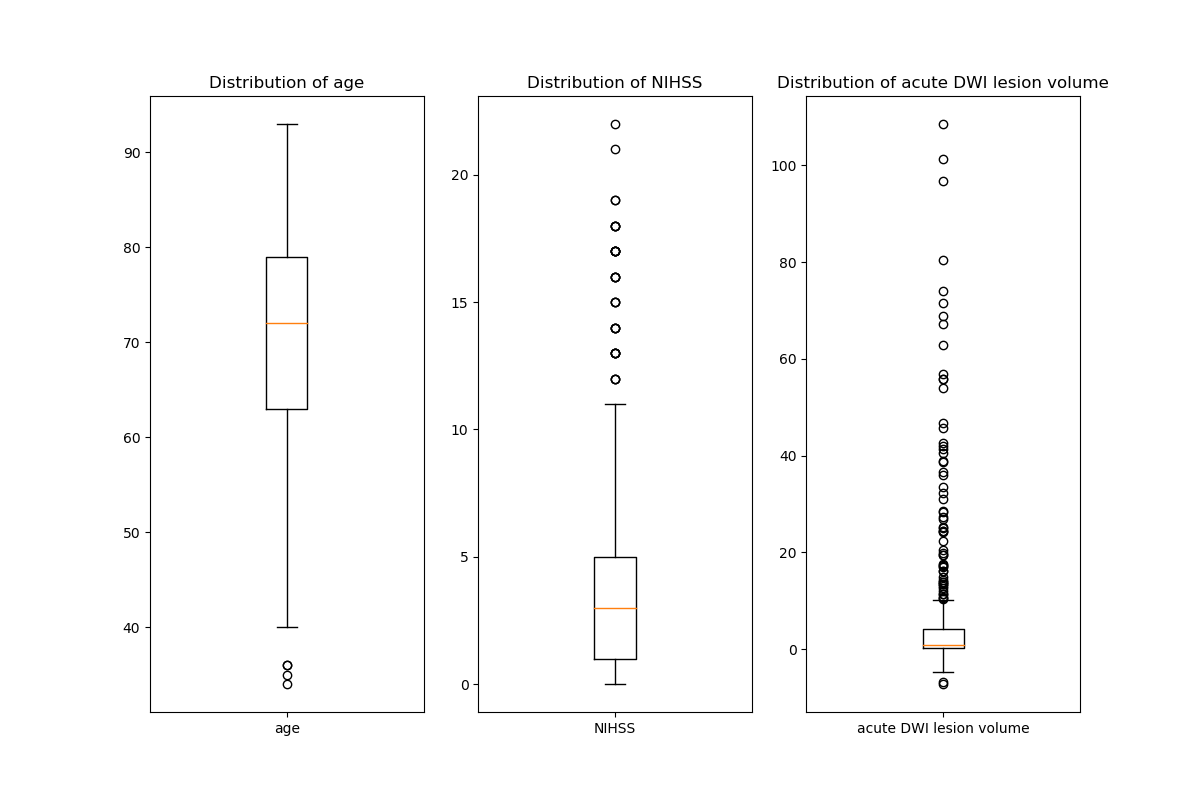 Distribution of age
Distribution of NIHSS
Distribution of acute DWI lesion volume
90
80
70
60
50
40
age
20
15
10
5
0
NIHSS
100
80
60
40
20
0
acute DWI lesion volume